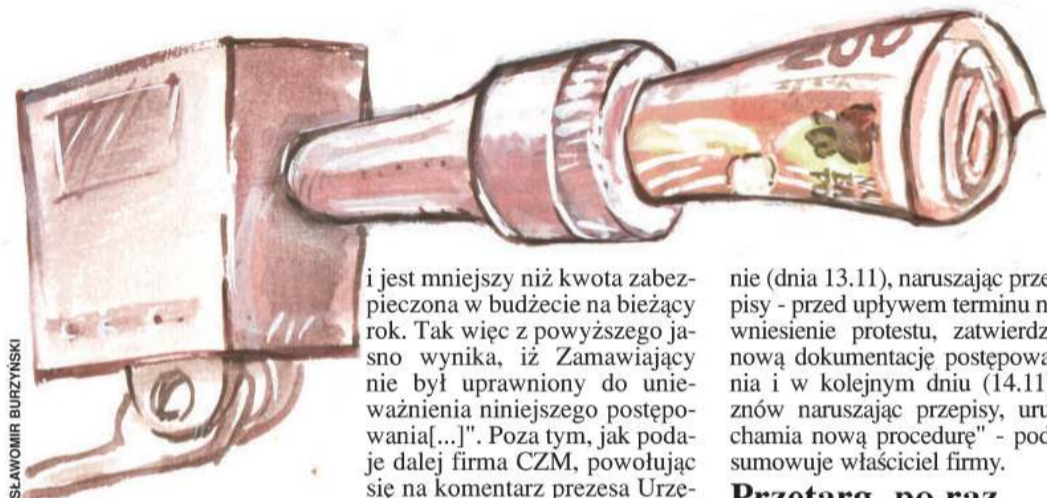 200
SŁAWOMIR BURZYŃSKI
i jest mniejszy niż kwota zabez-
pieczona w budżecie na bieżący
rok. Tak więc z powyższego ja-
sno wynika, iż Zamawiający
nie był uprawniony do unie-
ważnienia niniejszego postępo-
wania[...]". Poza tym, jak poda-
je dalej firma CZM, powołując
się na komentarz prezesa Urzę-
nie (dnia 13.11), naruszając prze
pisy - przed upływem terminu n
wniesienie protestu, zatwierdz
nową dokumentację postępowa
nia i w kolejnym dniu (14.11
znów naruszając przepisy, uru
chamia nową procedurę" - pod
sumowuje właściciel firmy.
Przetarg, po raz